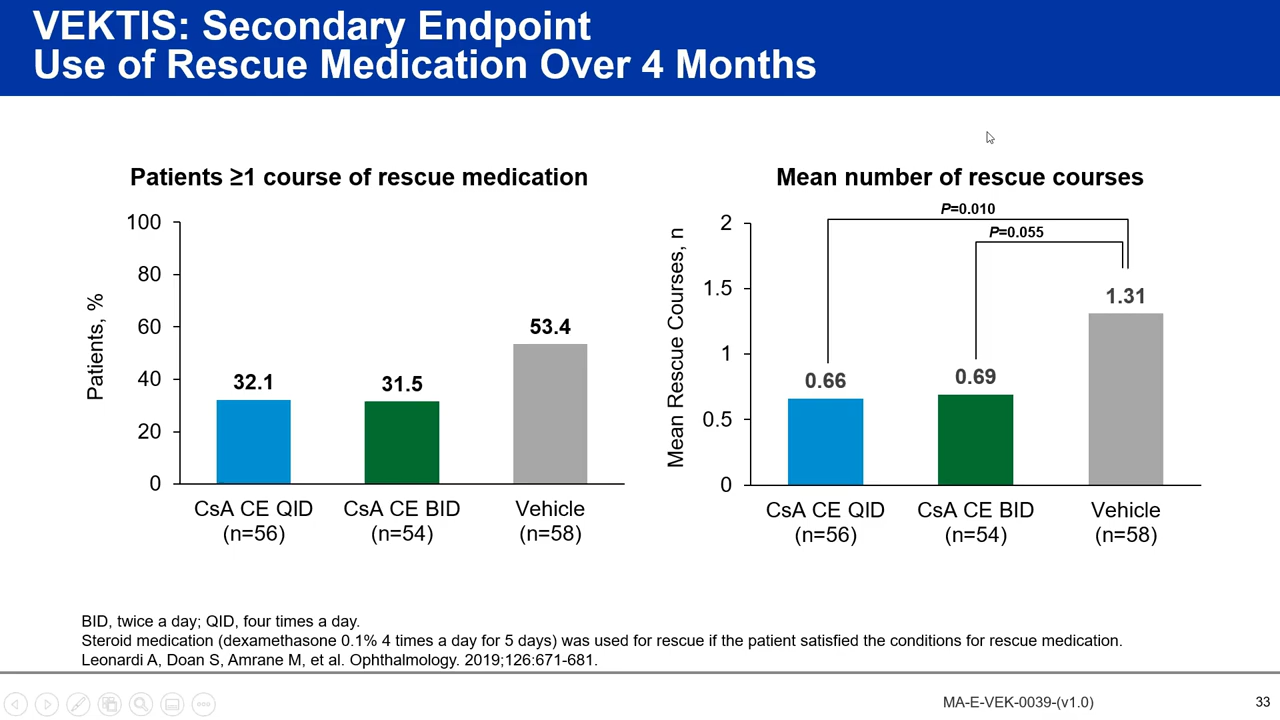 VEKTIS: Secondary Endpoint
Use of Rescue Medication Over 4 Months
Patients ≥1 course of rescue medication
Patients, %
100
80
60
40
20
0
32.1
31.5
53.4
CsA CE QID
(n=56)
CsA CE BID
(n=54)
Vehicle
(n=58)
Mean number of rescue courses
Mean Rescue Courses, n
2
1.5
1
0.5
0
P=0.010
P=0.055
0.66
0.69
1.31
CsA CE QID
(n=56)
CsA CE BID
(n=54)
Vehicle
(n=58)
BID, twice a day; QID, four times a day.
Steroid medication (dexamethasone 0.1% 4 times a day for 5 days) was used for rescue if the patient satisfied the conditions for rescue medication.
Leonardi A, Doan S, Amrane M, et al. Ophthalmology. 2019;126:671-681.
MA-E-VEK-0039-(v1.0)
33